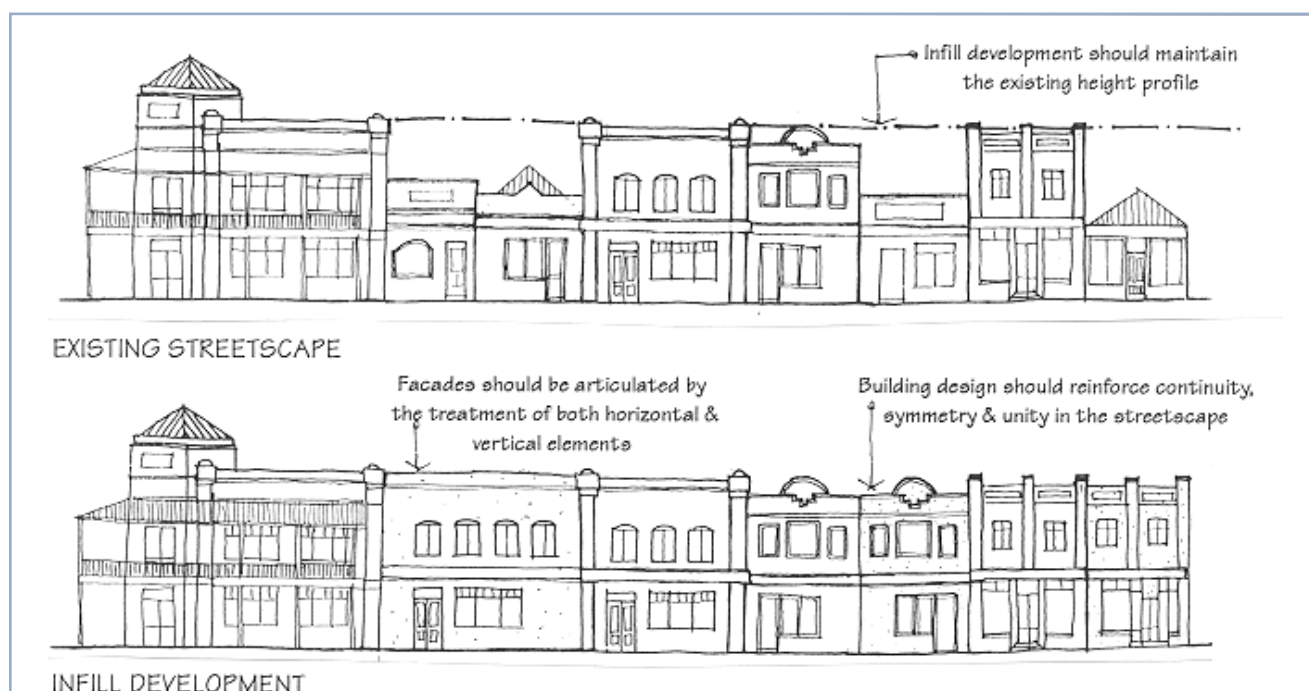 Infill development should maintain
the existing height profile
EXISTING STREETSCAPE
Facades should be articulated by
the treatment of both horizontal &
vertical elements
Building design should reinforce continuity,
symmetry & unity in the streetscape
INFILL DEVELOPMENT